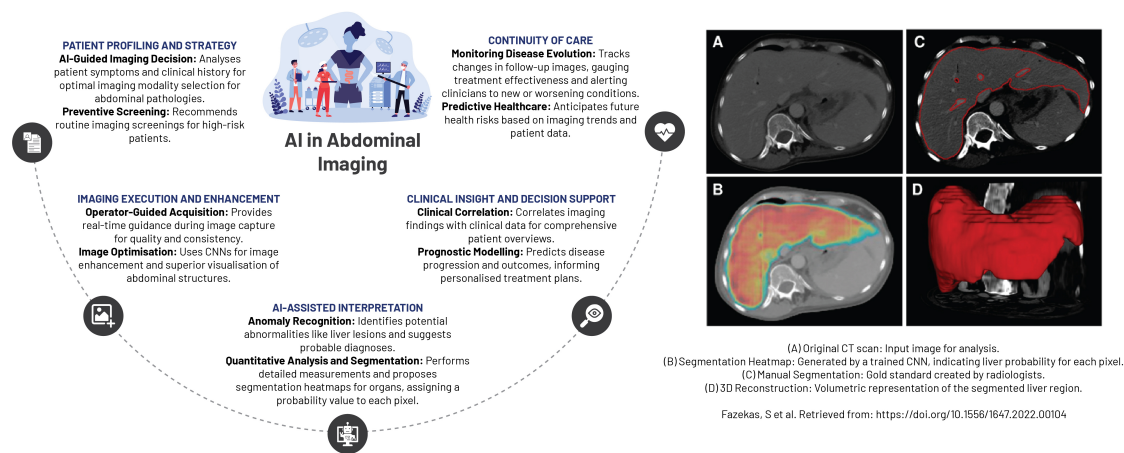 PATIENT PROFILING AND STRATEGY
AI-Guided Imaging Decision: Analyses
patient symptoms and clinical history for
optimal imaging modality selection for
abdominal pathologies.
Preventive Screening: Recommends
routine imaging screenings for high-risk
patients.
AI in Abdominal
Imaging
CONTINUITY OF CARE
Monitoring Disease Evolution: Tracks
changes in follow-up images, gauging
treatment effectiveness and alerting
clinicians to new or worsening conditions.
Predictive Healthcare: Anticipates future
health risks based on imaging trends and
patient data.
IMAGING EXECUTION AND ENHANCEMENT
Operator-Guided Acquisition: Provides
real-time guidance during image capture
for quality and consistency.
Image Optimisation: Uses CNNs for image
enhancement and superior visualisation of
abdominal structures.
CLINICAL INSIGHT AND DECISION SUPPORT
Clinical Correlation: Correlates imaging
findings with clinical data for comprehensive
patient overviews.
Prognostic Modelling: Predicts disease
progression and outcomes, informing
personalised treatment plans.
AI-ASSISTED INTERPRETATION
Anomaly Recognition: Identifies potential
abnormalities like liver lesions and suggests
probable diagnoses.
Quantitative Analysis and Segmentation: Performs
detailed measurements and proposes
segmentation heatmaps for organs, assigning a
probability value to each pixel.
A
C
B
D
(A) Original CT scan: Input image for analysis.
(B) Segmentation Heatmap: Generated by a trained CNN, indicating liver probability for each pixel.
(C) Manual Segmentation: Gold standard created by radiologists.
(D) 3D Reconstruction: Volumetric representation of the segmented liver region.
Fazekas, S et al. Retrieved from: https://doi.org/10.1556/1647.2022.00104